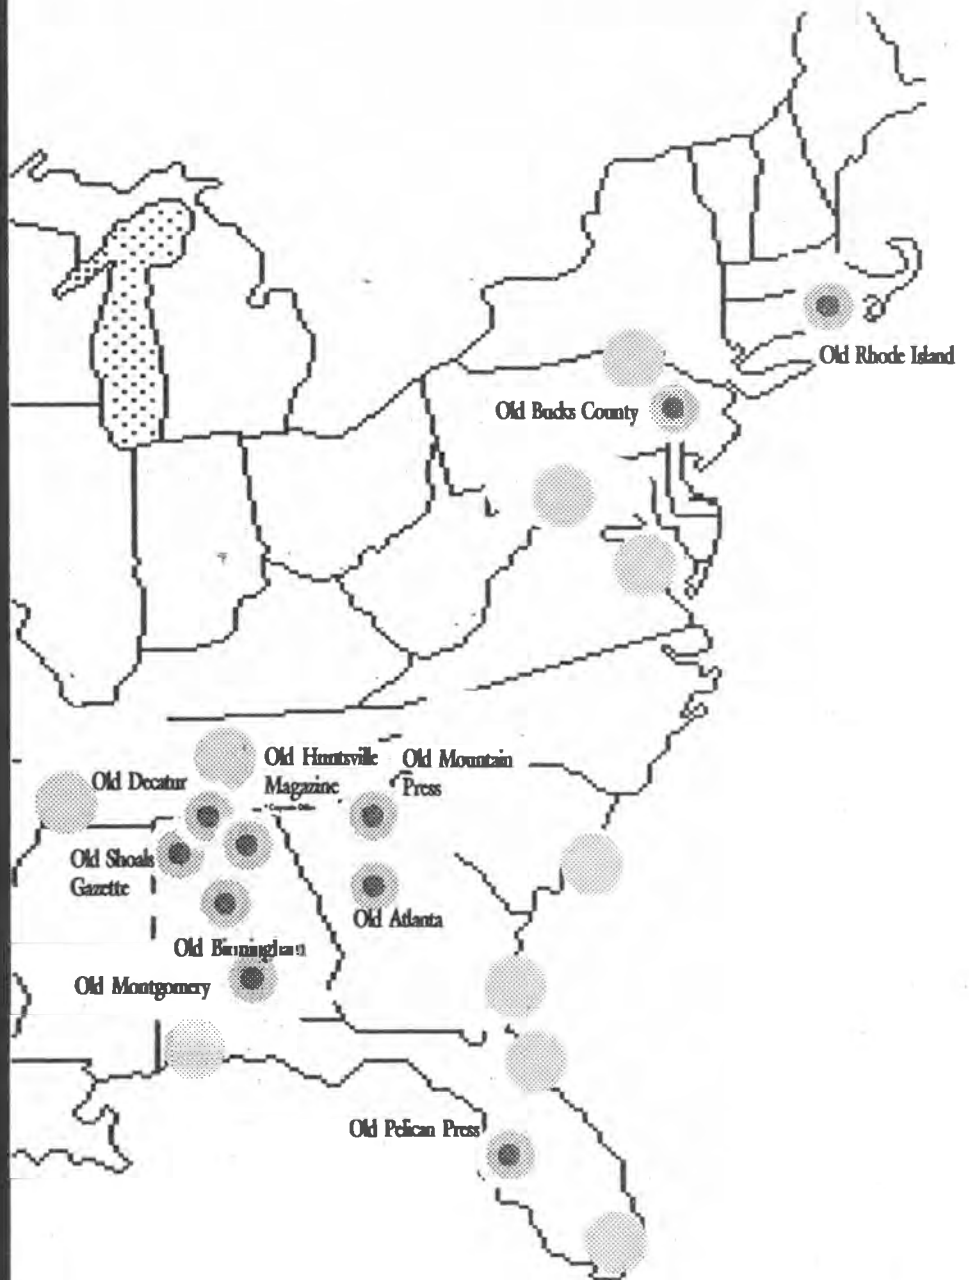 Old Rhode Island
Old Bucks County
Old Huntsville
Magazine
Old Mountain
Press
Old Decatur
Old Shoals
Gazette
Old Atlanta
Old Birmingham
Old Montgomery
Old Pelican Press